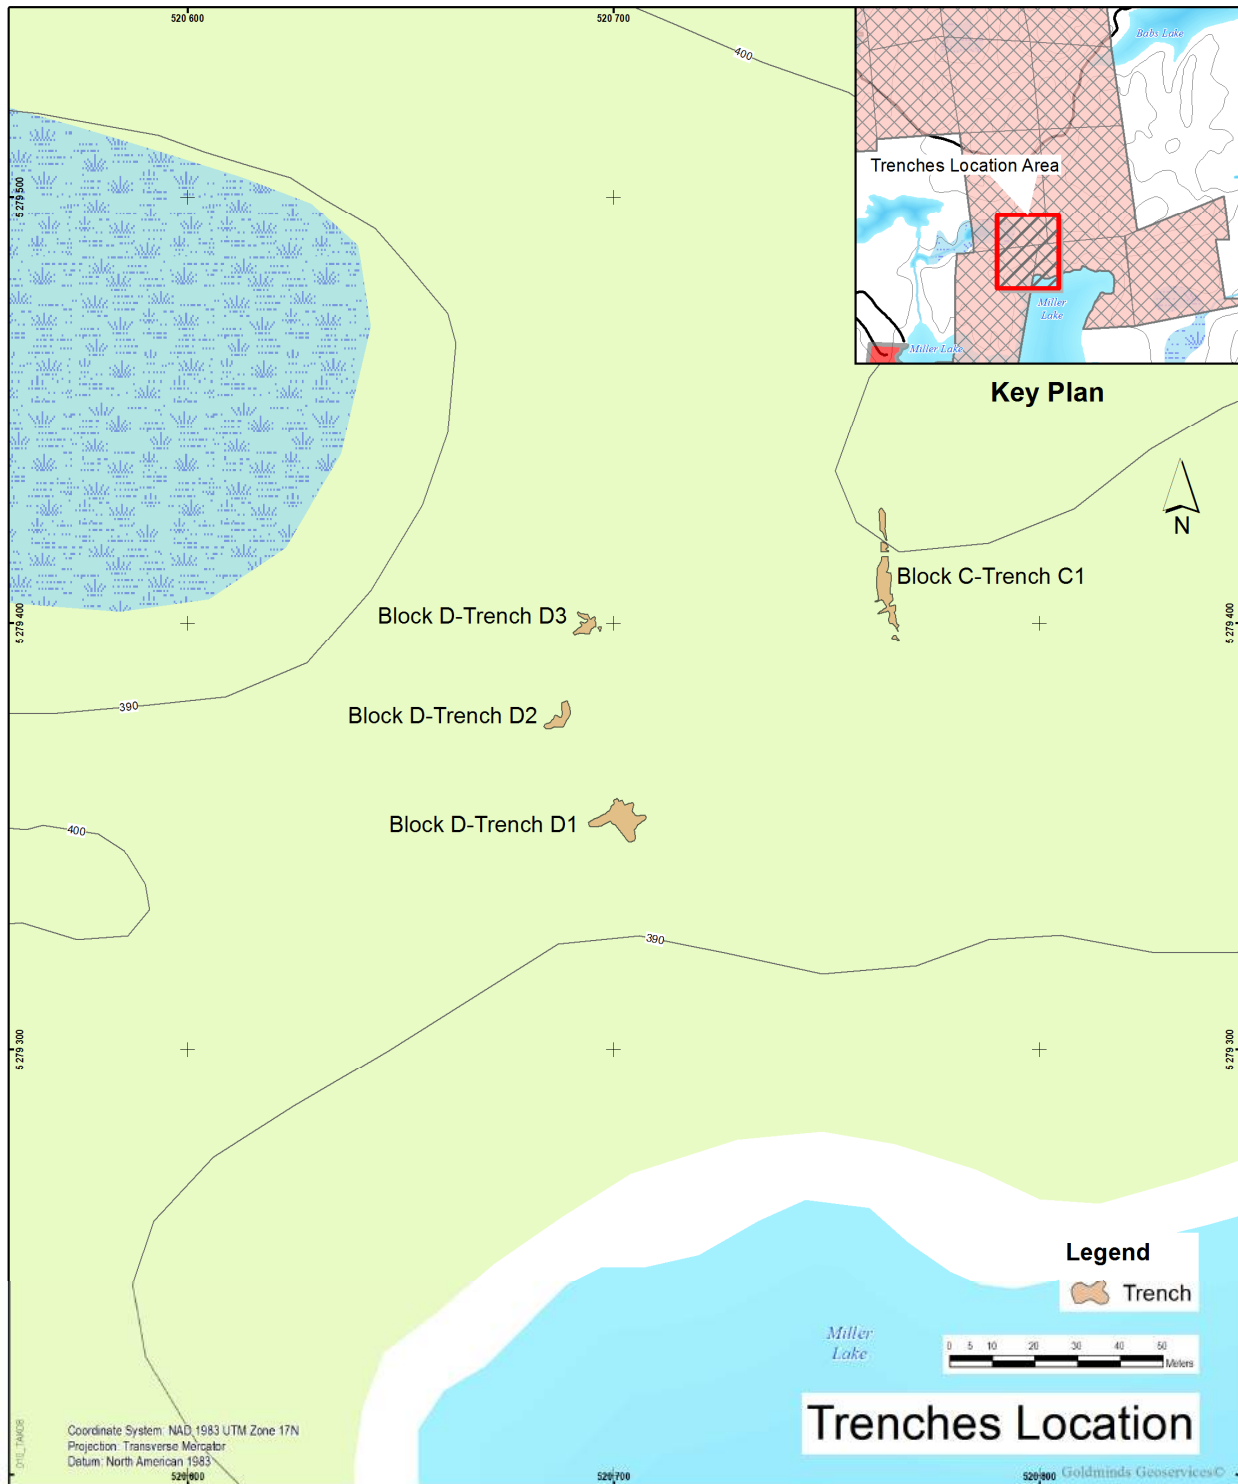 520 600
520 700
400
Babs Lake
Trenches Location Area
5 279 500
Miller
Lake
Miller Lake
Key Plan
N
Block C-Trench C1
Block D-Trench D3
5 279 400
5 279 400
390
Block D-Trench D2
Block D-Trench D1
400
390
5 279 300
5 279 300
Legend
Trench
Miller
Lake
0 5 10 20 30 40 50
Meters
Trenches Location
D10_TAK08
Coordinate System: NAD 1983 UTM Zone 17N
Projection: Transverse Mercator
Datum: North American 1983
520 600
520 700
520 800
Goldminds Geoservices©